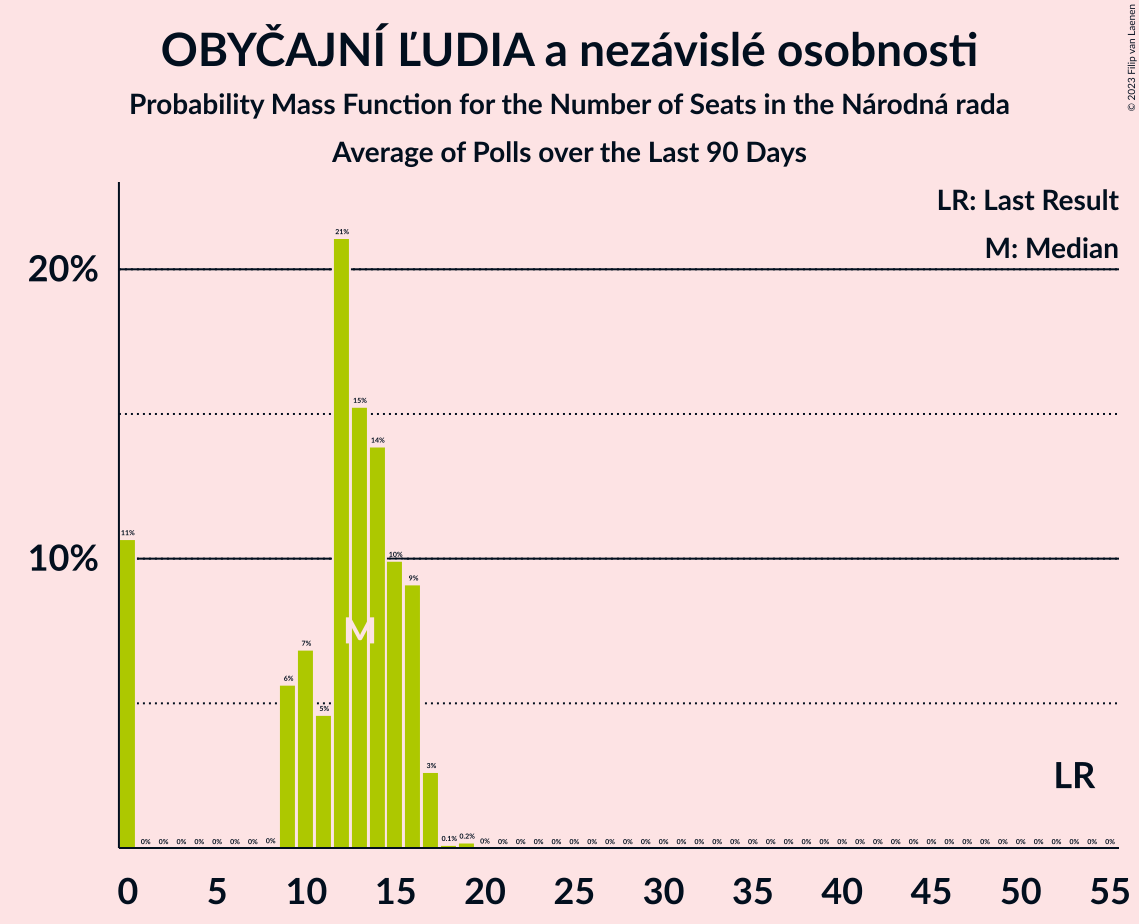 OBYČAJNÍ ĽUDIA a nezávislé osobnosti
Probability Mass Function for the Number of Seats in the Národná rada
Average of Polls over the Last 90 Days
© 2023 Filip van Laenen
LR: Last Result
M: Median
20%
10%
11% 0% 0% 0% 0% 0% 0% 0% 0% 6% 7% 5% 21% 15% 14% 10% 9% 3% 0.1% 0.2% 0% 0% 0% 0% 0% 0% 0% 0% 0% 0% 0% 0% 0% 0% 0% 0% 0% 0% 0% 0% 0% 0% 0% 0% 0% 0% 0% 0% 0% 0% 0% 0% 0% 0% 0% 0%
M
LR
0 5 10 15 20 25 30 35 40 45 50 55